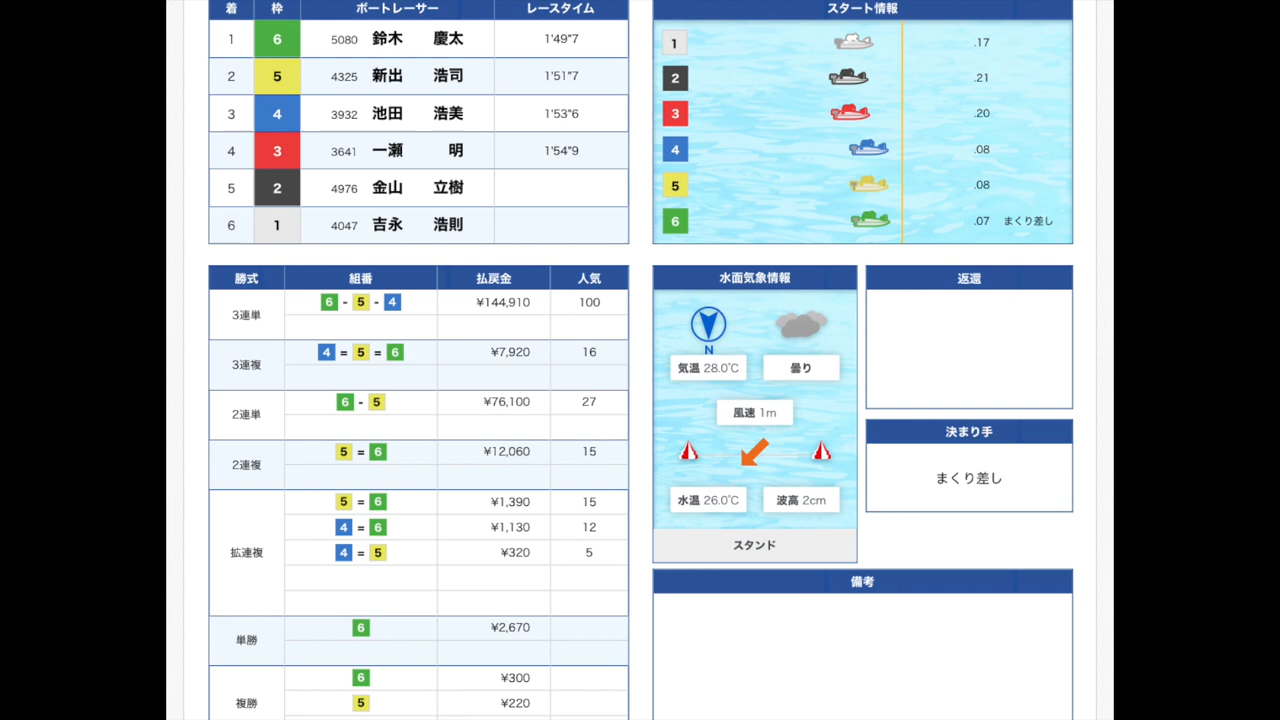 着 枠 ボートレーサー レースタイム
1 6 5080 鈴木 慶太 1'49"7
2 5 4325 新出 浩司 1'51"7
3 4 3932 池田 浩美 1'53"6
4 3 3641 一瀬 明 1'54"9
5 2 4976 金山 立樹
6 1 4047 吉永 浩則
スタート情報
1 .17
2 .21
3 .20
4 .08
5 .08
6 .07 まくり差し
勝式 組番 払戻金 人気
3連単 6 - 5 - 4 ¥144,910 100
3連複 4 = 5 = 6 ¥7,920 16
2連単 6 - 5 ¥76,100 27
2連複 5 = 6 ¥12,060 15
拡連複 5 = 6 ¥1,390 15
4 = 6 ¥1,130 12
4 = 5 ¥320 5
単勝 6 ¥2,670
複勝 6 ¥300
5 ¥220
水面気象情報
N
気温 28.0℃ 曇り
風速 1m
水温 26.0℃ 波高 2cm
スタンド
返還
決まり手
まくり差し
備考